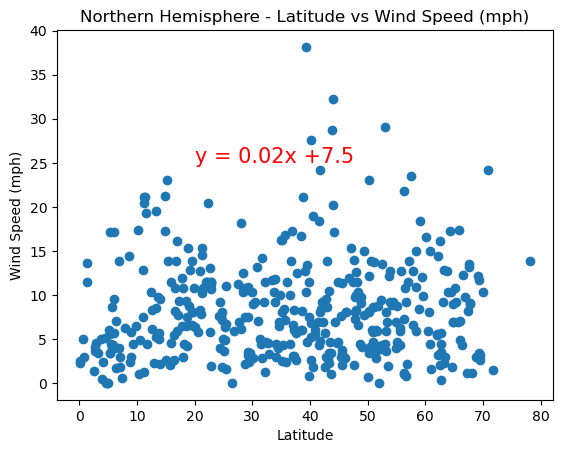 Northern Hemisphere - Latitude vs Wind Speed (mph)
40
35
30
25
20
15
10
5
0
Wind Speed (mph)
y = 0.02x +7.5
0 10 20 30 40 50 60 70 80
Latitude